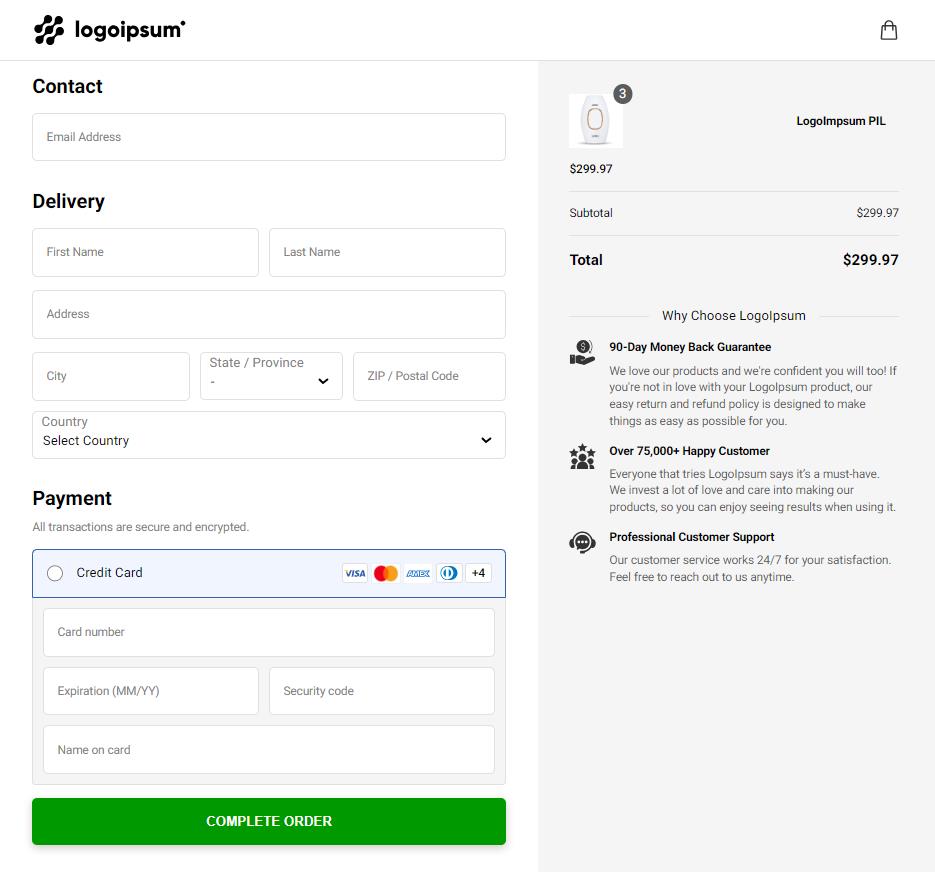 logoipsum
Contact
Email Address
Delivery
First Name
Last Name
Address
City
State / Province
-
ZIP / Postal Code
Country
Select Country
Payment
All transactions are secure and encrypted.
Credit Card
VISA
AMEX
+4
Card number
Expiration (MM/YY)
Security code
Name on card
COMPLETE ORDER
3
LogoImpsum PIL
$299.97
Subtotal $299.97
Total $299.97
Why Choose LogoIpsum
90-Day Money Back Guarantee
We love our products and we're confident you will too! If
you're not in love with your LogoIpsum product, our
easy return and refund policy is designed to make
things as easy as possible for you.
Over 75,000+ Happy Customer
Everyone that tries LogoIpsum says it's a must-have.
We invest a lot of love and care into making our
products, so you can enjoy seeing results when using it.
Professional Customer Support
Our customer service works 24/7 for your satisfaction.
Feel free to reach out to us anytime.